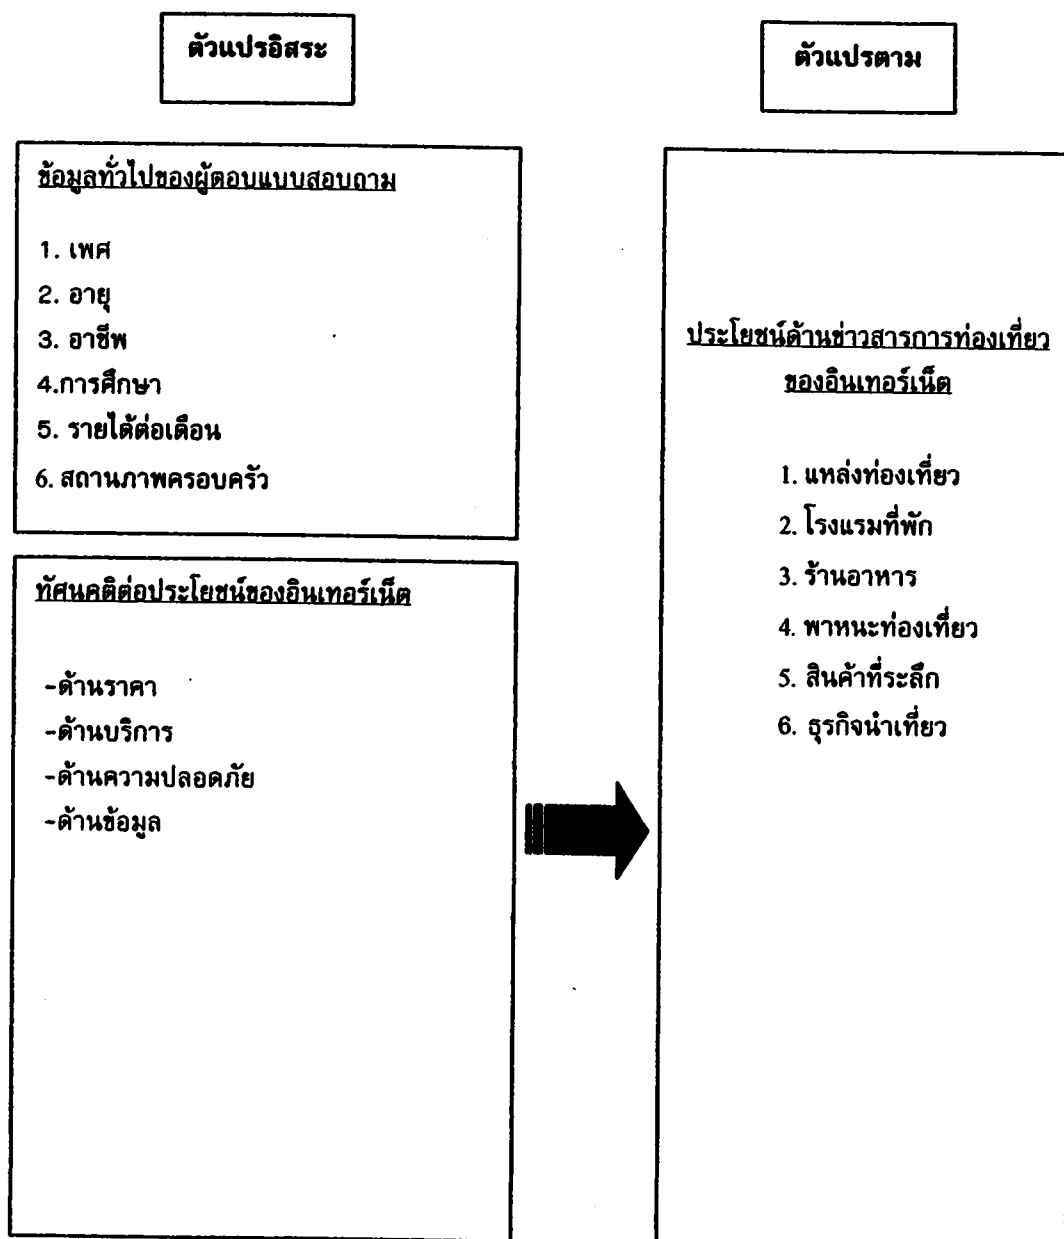 ตัวแปรอิสระ
ตัวแปรตาม
ข้อมูลทั่วไปของผู้ตอบแบบสอบถาม
1. เพศ
2. อายุ
3. อาชีพ
4.การศึกษา
5. รายได้ต่อเดือน
6. สถานภาพครอบครัว
ทัศนคติต่อประโยชน์ของอินเทอร์เน็ต
-ด้านราคา
-ด้านบริการ
-ด้านความปลอดภัย
-ด้านข้อมูล
ประโยชน์ด้านข่าวสารการท่องเที่ยว
ของอินเทอร์เน็ต
1. แหล่งท่องเที่ยว
2. โรงแรมที่พัก
3. ร้านอาหาร
4. พาหนะท่องเที่ยว
5. สินค้าที่ระลึก
6. ธุรกิจนำเที่ยว